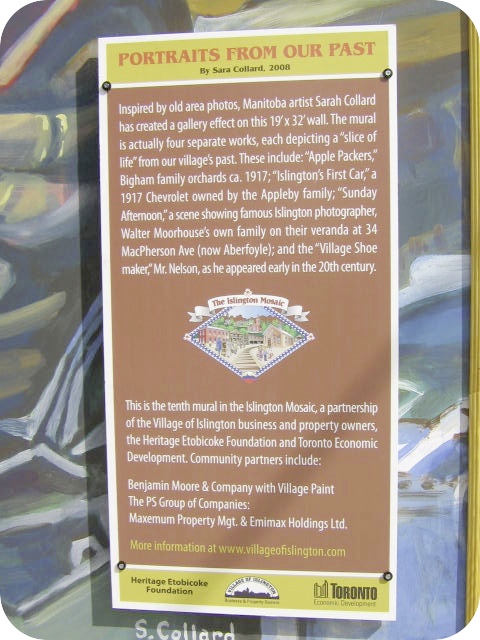 PORTRAITS FROM OUR PAST
By Sara Collard, 2008
Inspired by old area photos, Manitoba artist Sarah Collard
has created a gallery effect on this 19' x 32' wall. The mural
is actually four separate works, each depicting a "slice of
life" from our village's past. These include: "Apple Packers,"
Bigham family orchards ca. 1917; "Islington's First Car," a
1917 Chevrolet owned by the Appleby family; "Sunday
Afternoon," a scene showing famous Islington photographer,
Walter Moorhouse's own family on their veranda at 34
MacPherson Ave (now Aberfoyle); and the "Village Shoe
maker," Mr. Nelson, as he appeared early in the 20th century.
The Islington Mosaic
This is the tenth mural in the Islington Mosaic, a partnership
of the Village of Islington business and property owners,
the Heritage Etobicoke Foundation and Toronto Economic
Development. Community partners include:
Benjamin Moore & Company with Village Paint
The PS Group of Companies:
Maxemum Property Mgt. & Emimax Holdings Ltd.
More information at www.villageofislington.com
Heritage Etobicoke
Foundation
VILLAGE OF ISLINGTON
Business & Property Owners
TORONTO
Economic Development
S. Collard